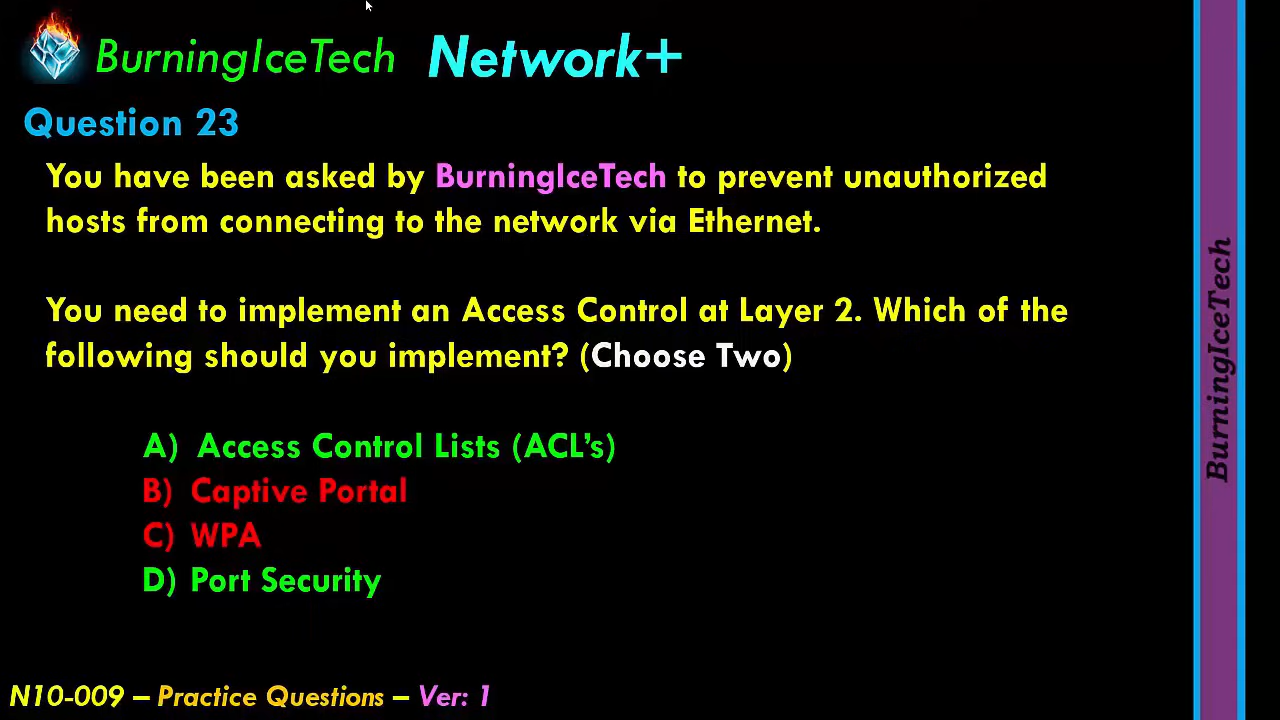 BurningIceTech Network+
Question 23
You have been asked by BurningIceTech to prevent unauthorized
hosts from connecting to the network via Ethernet.
You need to implement an Access Control at Layer 2. Which of the
following should you implement? (Choose Two)
A) Access Control Lists (ACL’s)
B) Captive Portal
C) WPA
D) Port Security
N10-009 – Practice Questions – Ver: 1
BurningIceTech